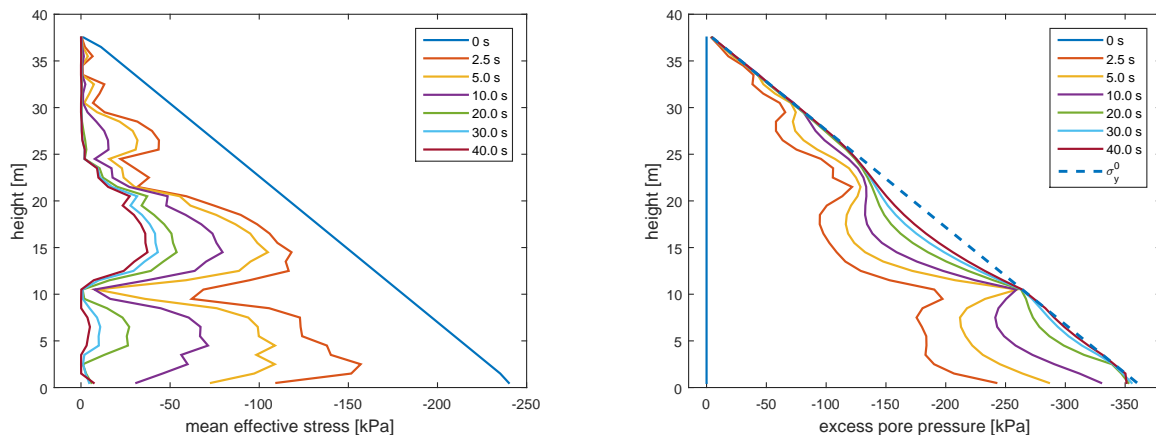 40
35
30
25
20
15
10
5
0
height [m]
0
-50
-100
-150
-200
-250
mean effective stress [kPa]
0 s
2.5 s
5.0 s
10.0 s
20.0 s
30.0 s
40.0 s
40
35
30
25
20
15
10
5
0
height [m]
0
-50
-100
-150
-200
-250
-300
-350
excess pore pressure [kPa]
0 s
2.5 s
5.0 s
10.0 s
20.0 s
30.0 s
40.0 s
σ_y^0